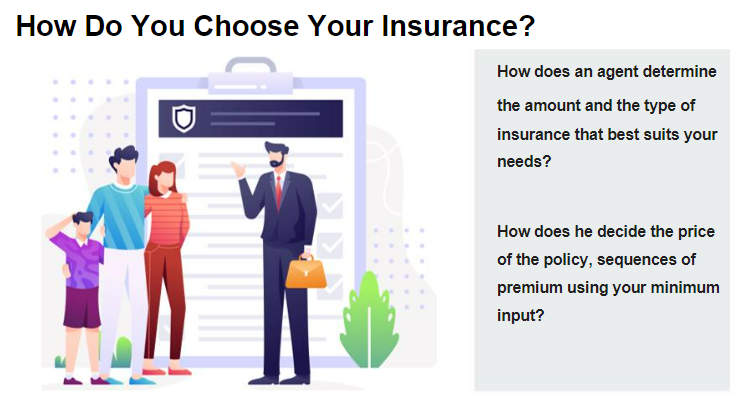 How Do You Choose Your Insurance?
How does an agent determine
the amount and the type of
insurance that best suits your
needs?
How does he decide the price
of the policy, sequences of
premium using your minimum
input?